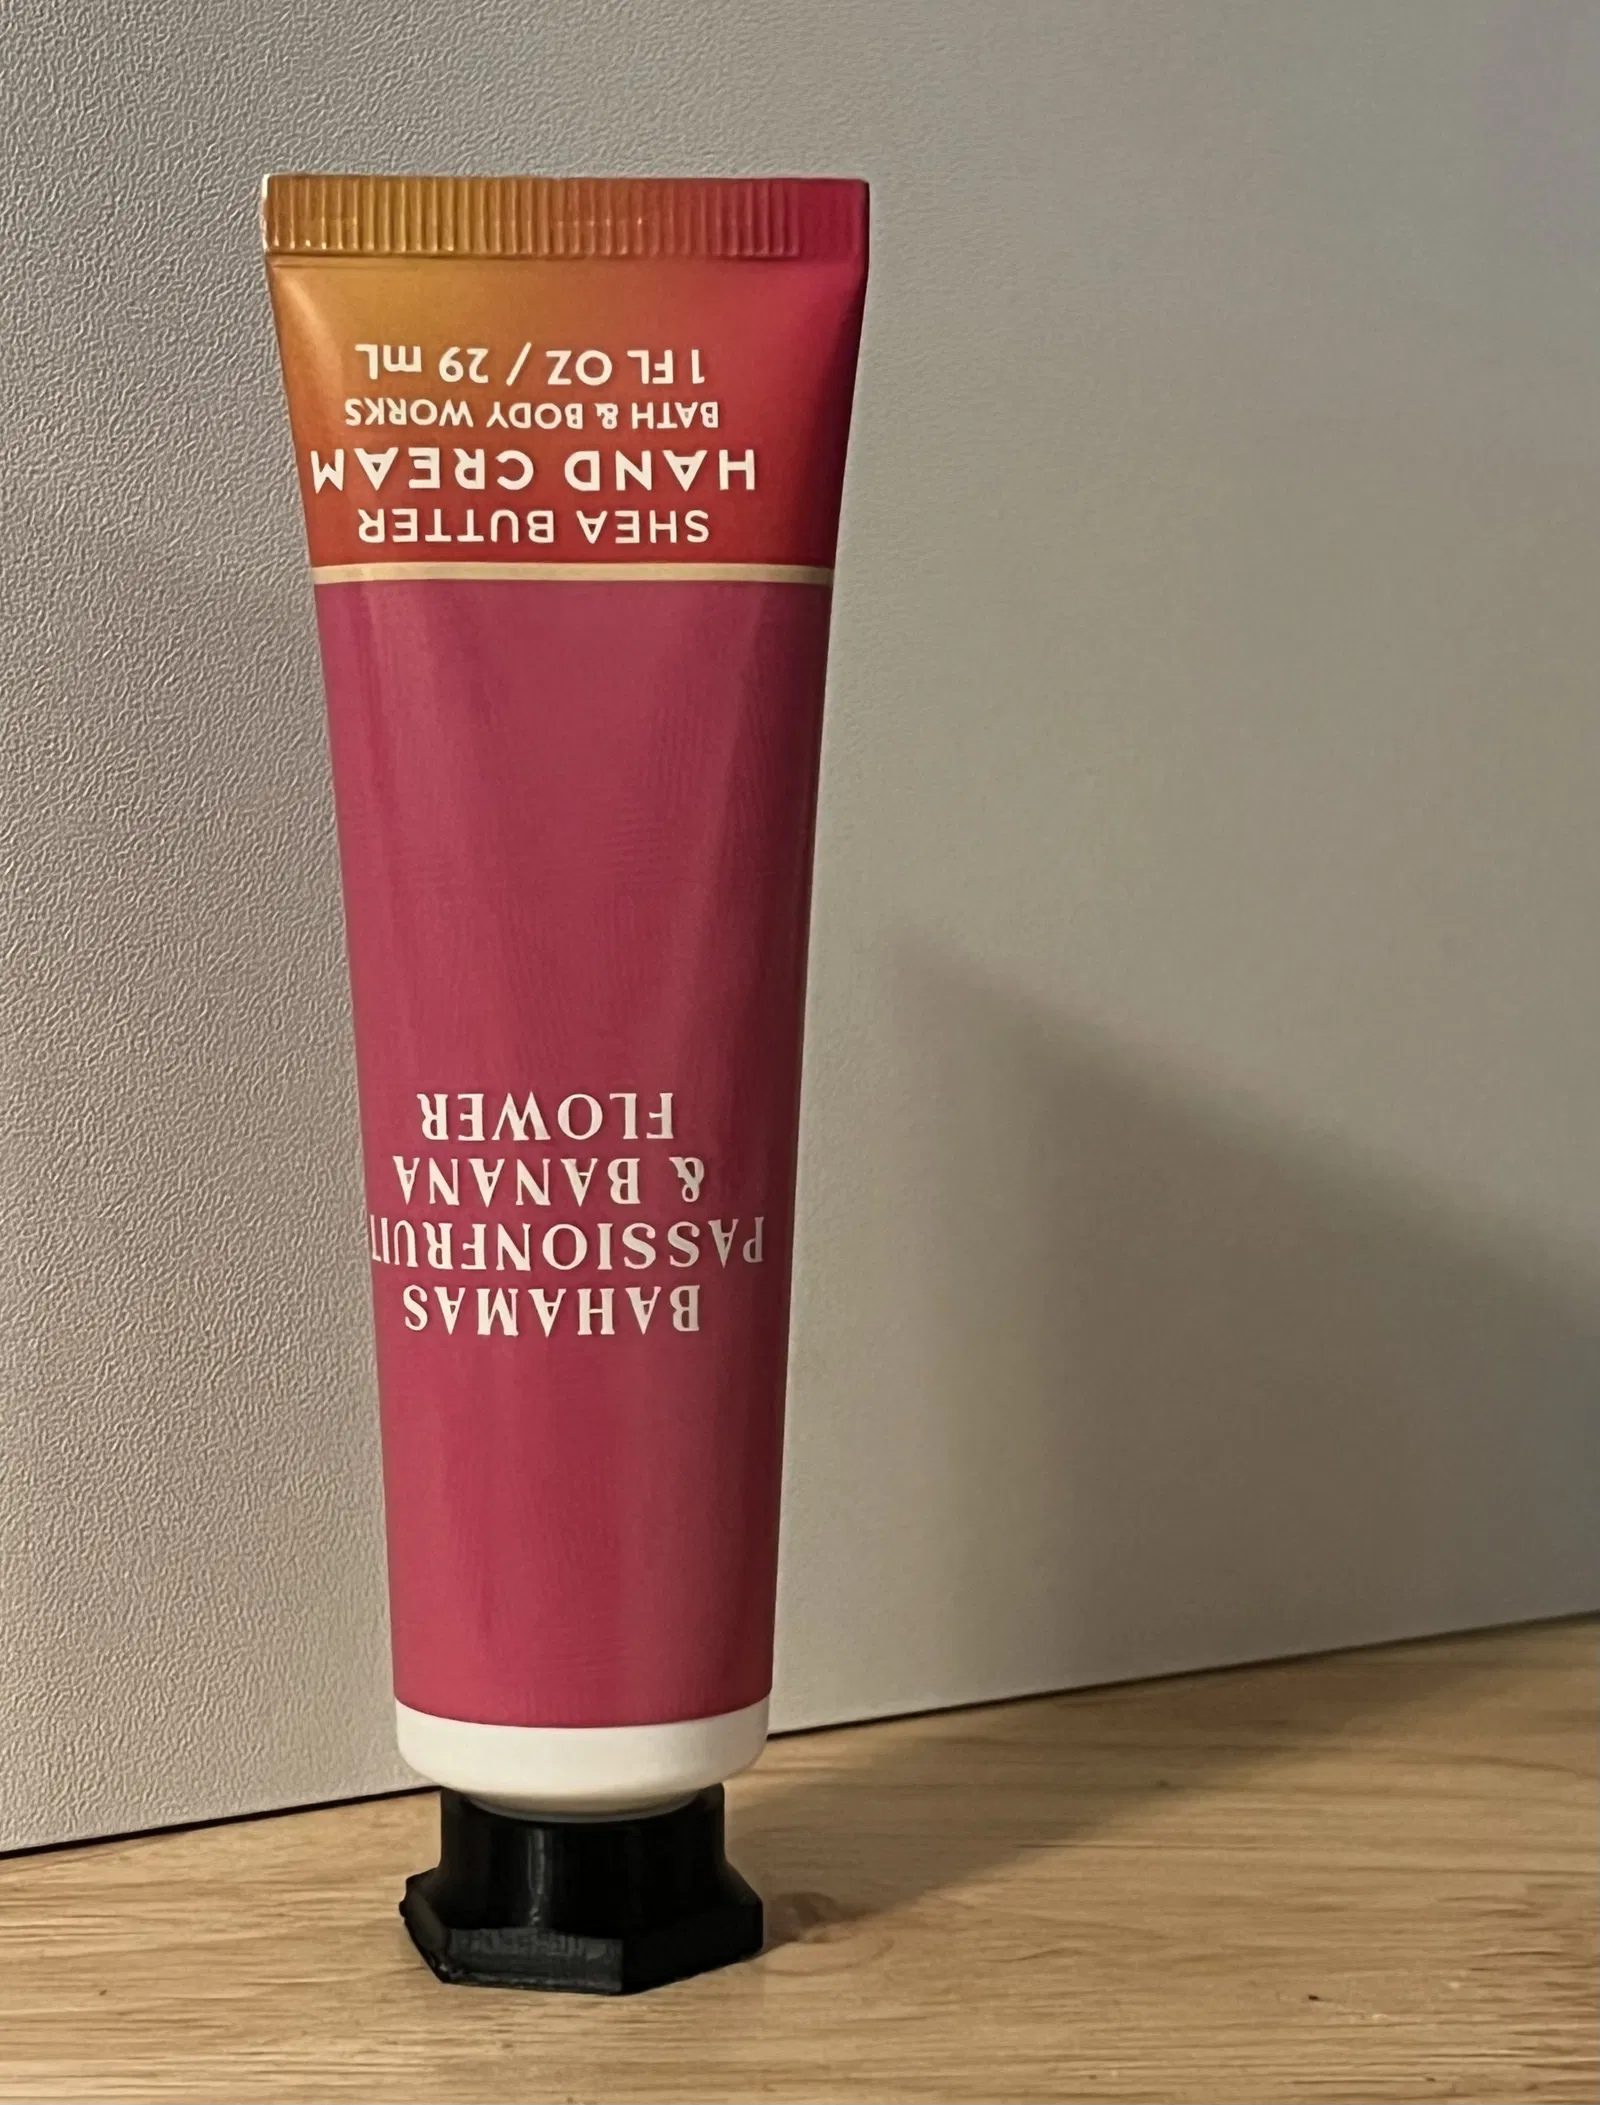 BAHAMAS
PASSIONFRUIT
& BANANA
FLOWER
SHEA BUTTER
HAND CREAM
BATH & BODY WORKS
1 FL OZ / 29 mL